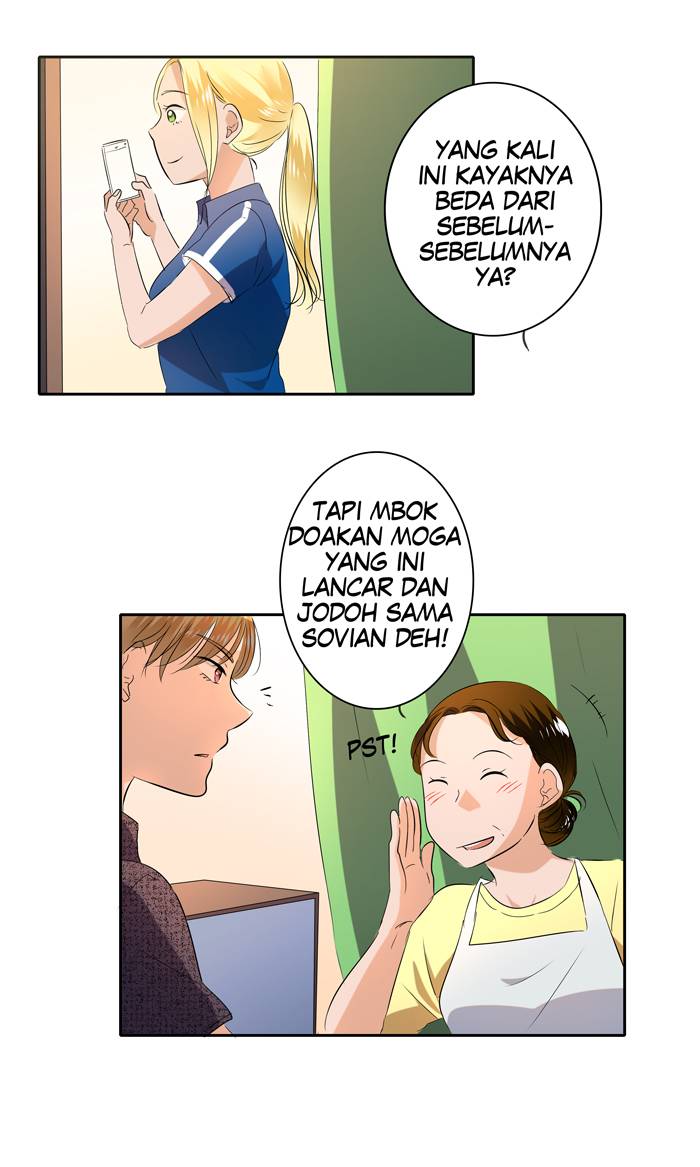 YANG KALI
INI KAYAKNYA
BEDA DARI
SEBELUM-
SEBELUMNYA
YA?
TAPI MBOK
DOAKAN MOGA
YANG INI
LANCAR DAN
JODOH SAMA
SOVIAN DEH!
PST!